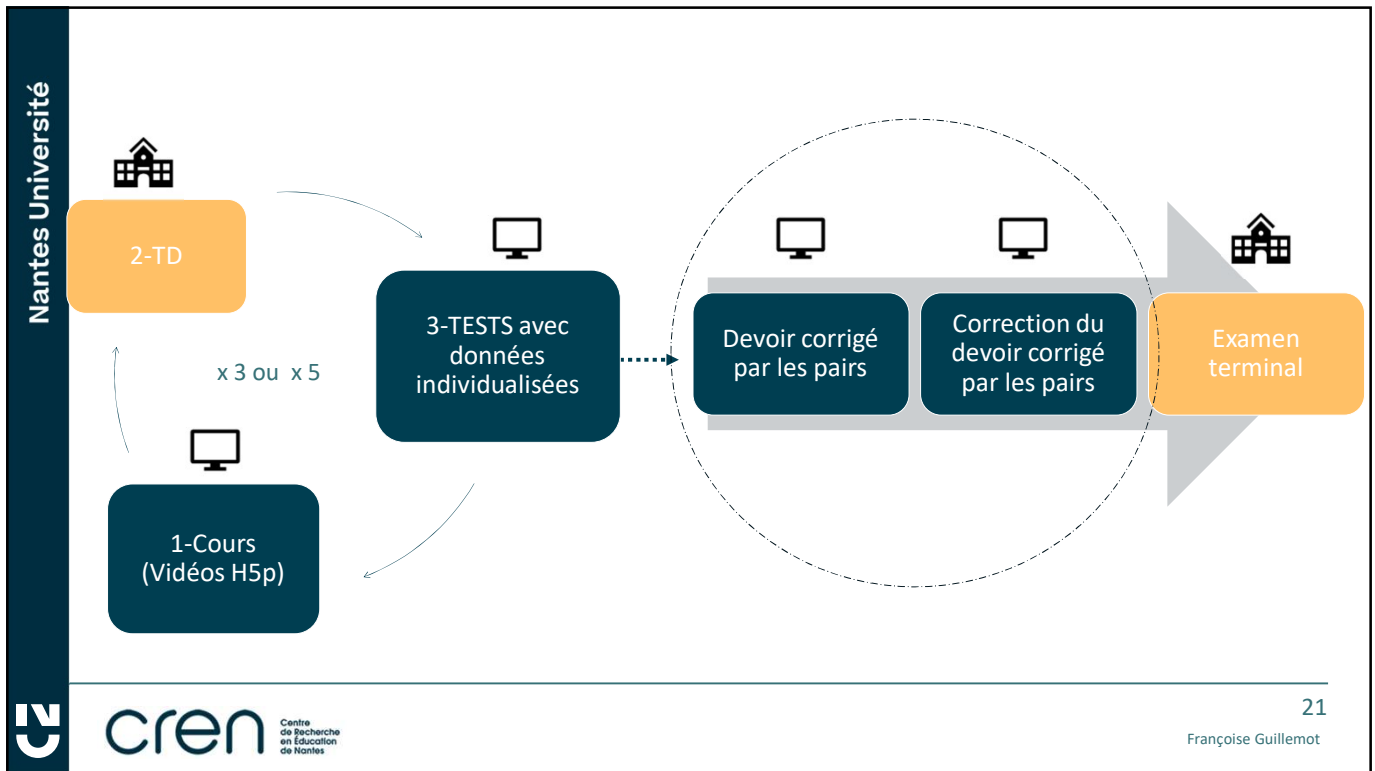 Nantes Université
2-TD
3-TESTS avec
données
individualisées
x 3 ou x 5
1-Cours
(Vidéos H5p)
Devoir corrigé
par les pairs
Correction du
devoir corrigé
par les pairs
Examen
terminal
cren
Centre
de Recherche
en Éducation
de Nantes
21
Françoise Guillemot